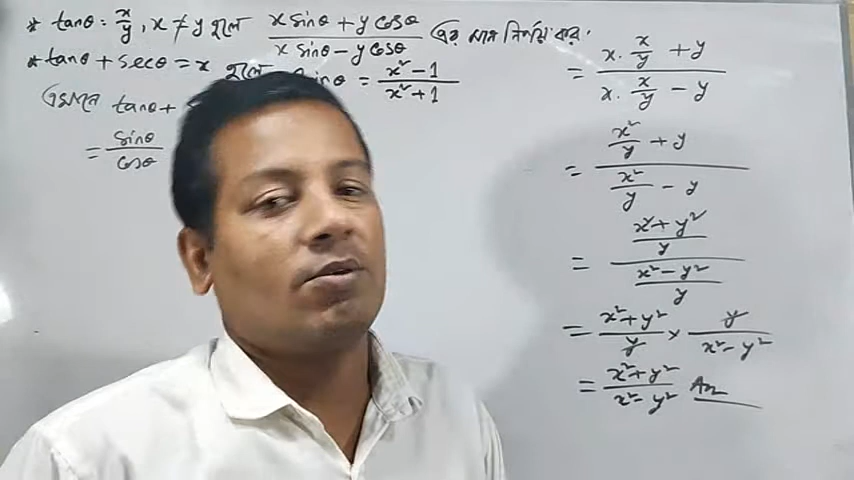 * tanθ = x/y, x ≠ y হলে (x sinθ + y cosθ)/(x sinθ − y cosθ) এর মান নির্ণয় কর।
* tanθ + secθ = x হলে sinθ = (x² − 1)/(x² + 1)
tanθ +
= sinθ/cosθ
= (x · x/y + y)/(x · x/y − y)
= (x²/y + y)/(x²/y − y)
= ((x² + y²)/y)/((x² − y²)/y)
= (x² + y²)/y × y/(x² − y²)
= (x² + y²)/(x² − y²) Ans